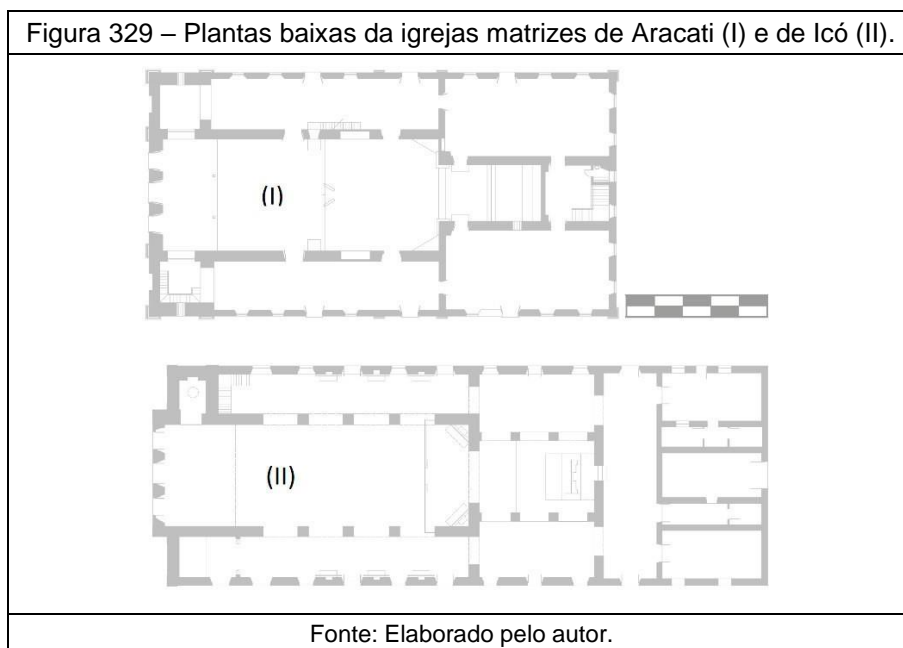 Figura 329 – Plantas baixas da igrejas matrizes de Aracati (I) e de Icó (II).
(I)
(II)
Fonte: Elaborado pelo autor.